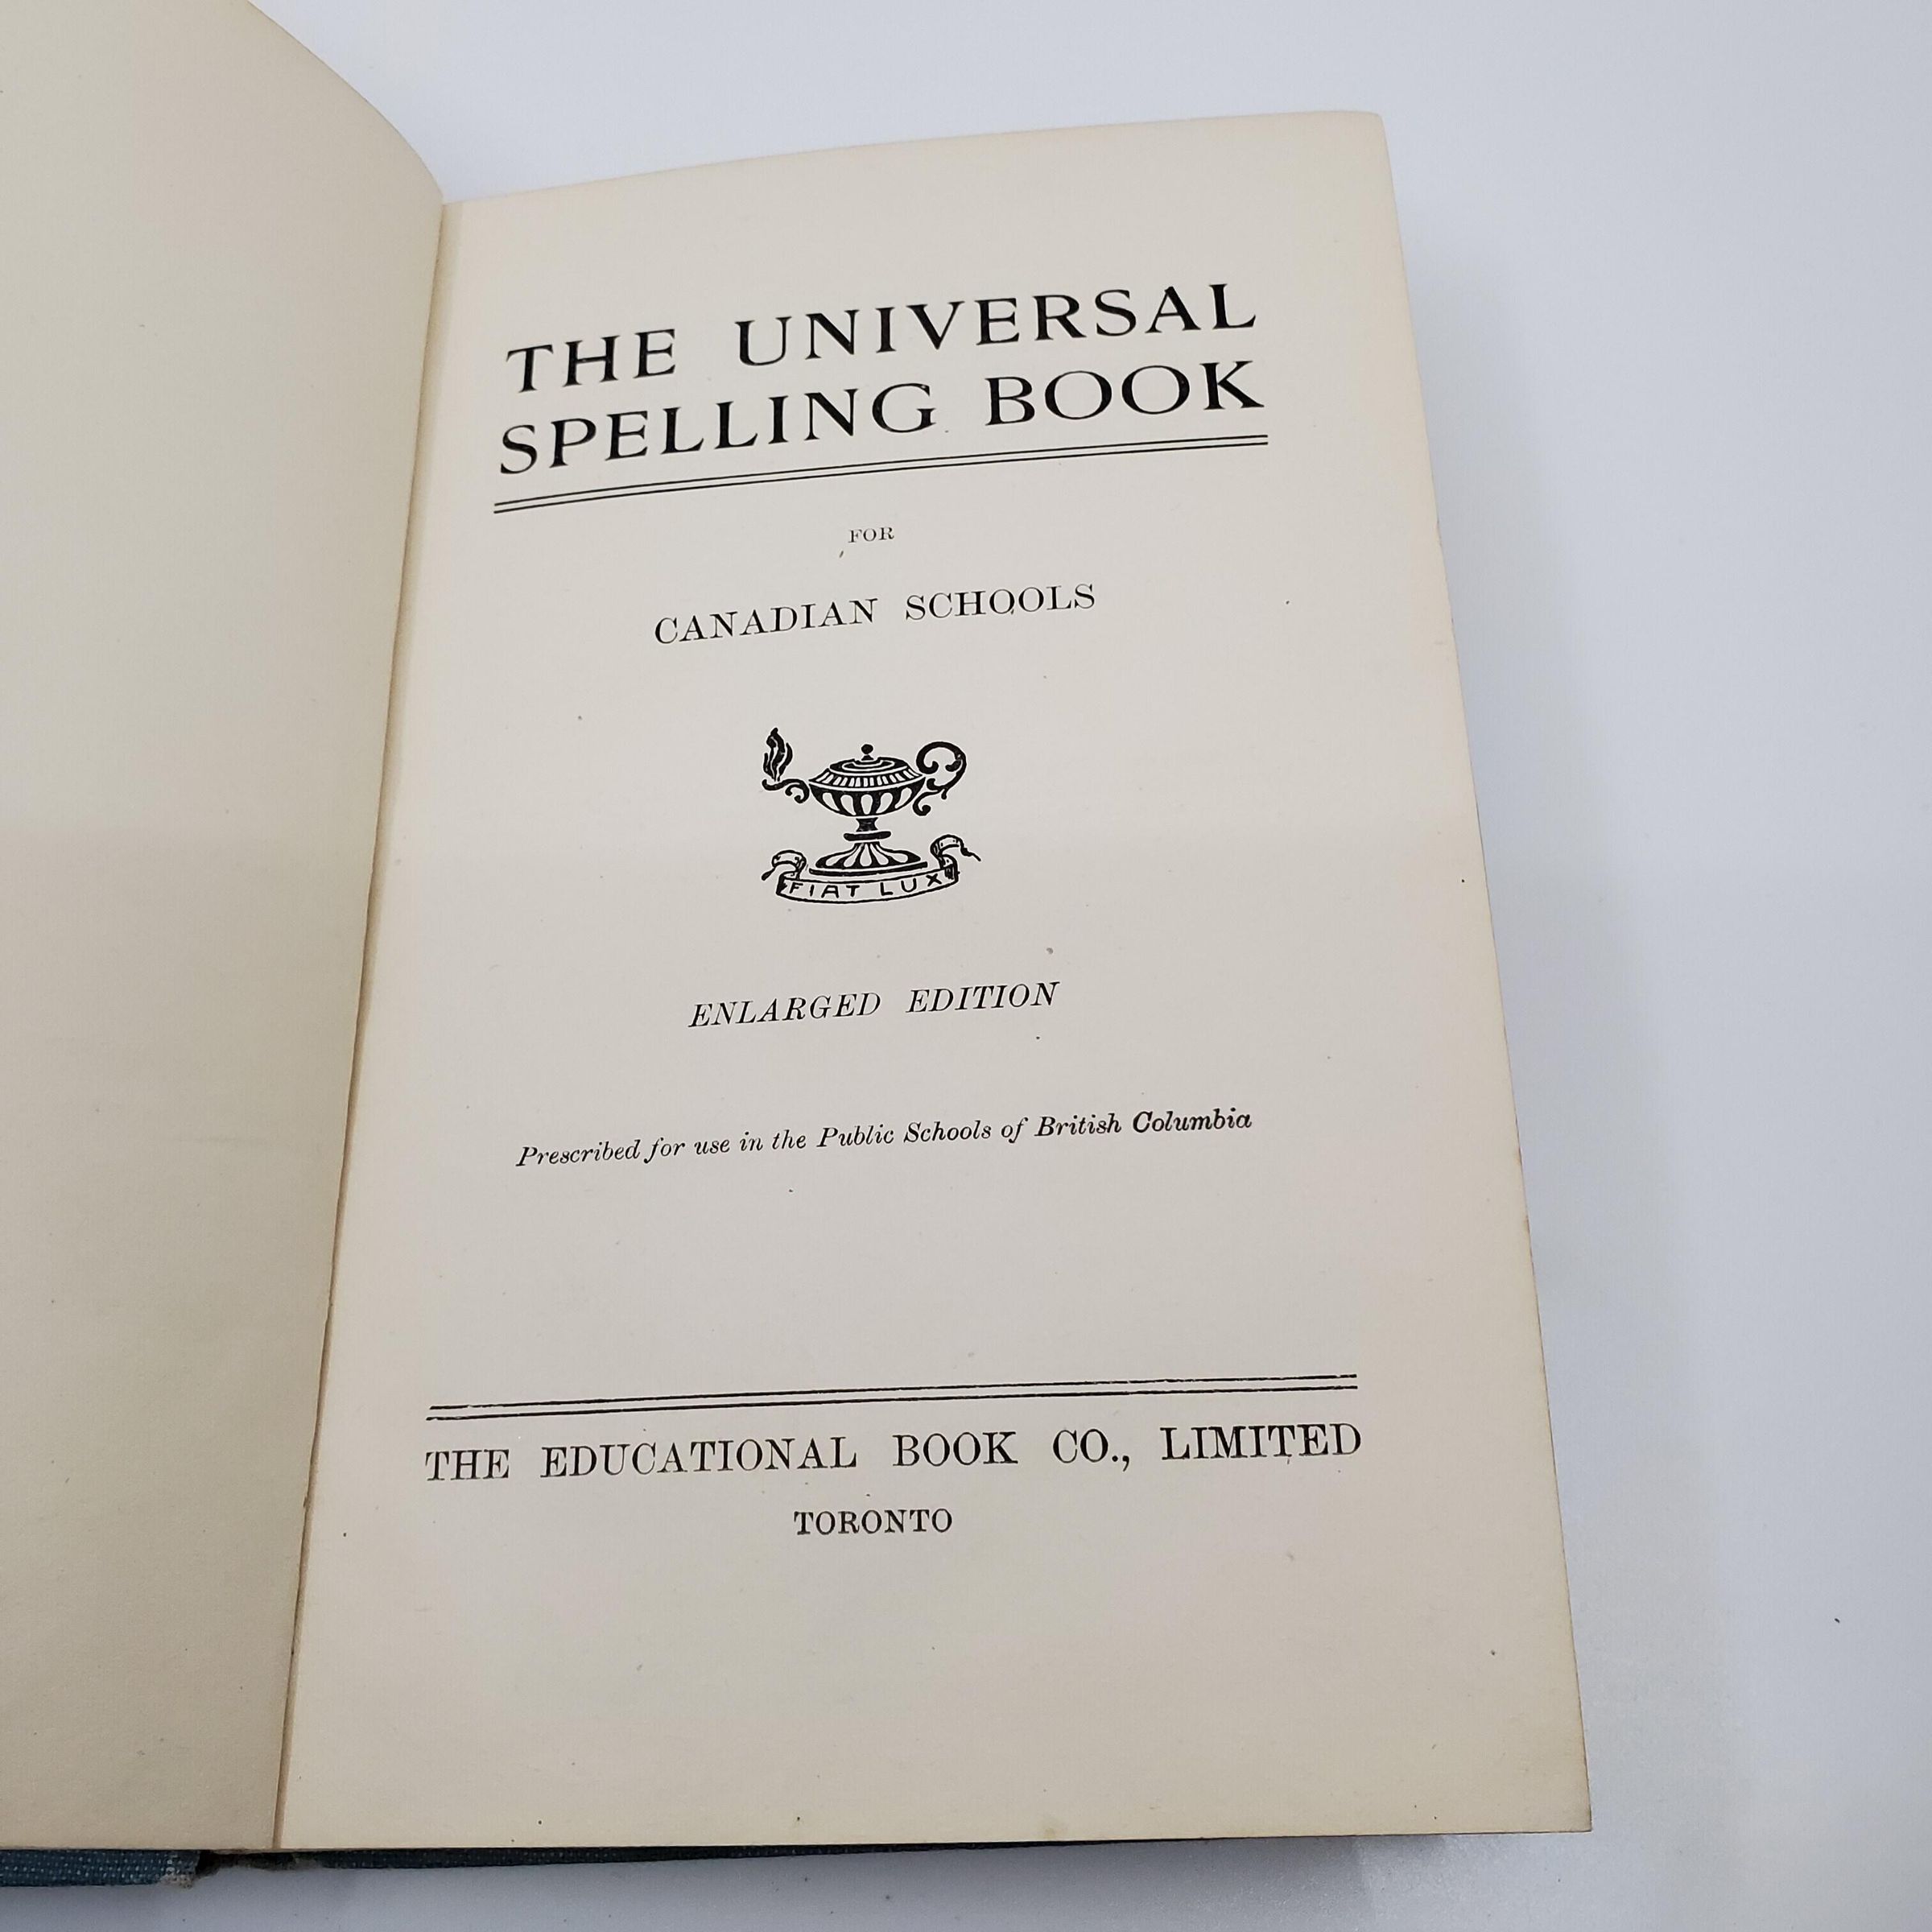 THE UNIVERSAL
SPELLING BOOK
FOR
CANADIAN SCHOOLS
FIAT LUX
ENLARGED EDITION
Prescribed for use in the Public Schools of British Columbia
THE EDUCATIONAL BOOK CO., LIMITED
TORONTO